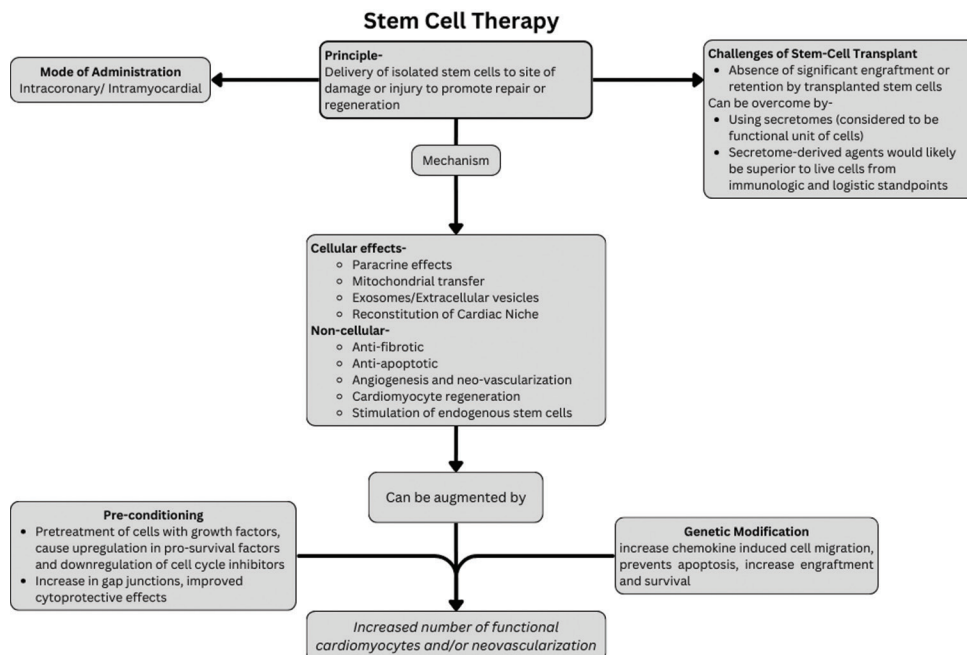 Stem Cell Therapy
Mode of Administration
Intracoronary/ Intramyocardial
Principle-
Delivery of isolated stem cells to site of
damage or injury to promote repair or
regeneration
Challenges of Stem-Cell Transplant
• Absence of significant engraftment or
retention by transplanted stem cells
Can be overcome by-
• Using secretomes (considered to be
functional unit of cells)
• Secretome-derived agents would likely
be superior to live cells from
immunologic and logistic standpoints
Mechanism
Cellular effects-
○ Paracrine effects
○ Mitochondrial transfer
○ Exosomes/Extracellular vesicles
○ Reconstitution of Cardiac Niche
Non-cellular-
○ Anti-fibrotic
○ Anti-apoptotic
○ Angiogenesis and neo-vascularization
○ Cardiomyocyte regeneration
○ Stimulation of endogenous stem cells
Can be augmented by
Pre-conditioning
• Pretreatment of cells with growth factors,
cause upregulation in pro-survival factors
and downregulation of cell cycle inhibitors
• Increase in gap junctions, improved
cytoprotective effects
Genetic Modification
increase chemokine induced cell migration,
prevents apoptosis, increase engraftment
and survival
Increased number of functional
cardiomyocytes and/or neovascularization